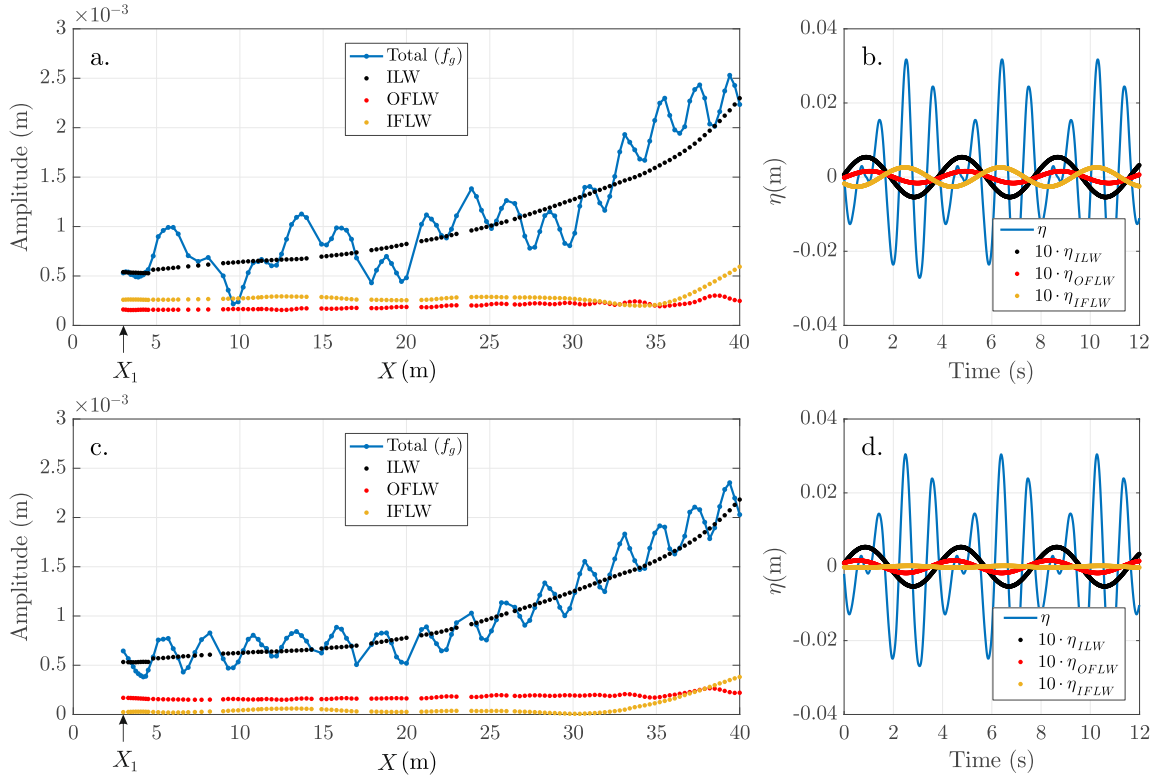 ×10⁻³
a.
Amplitude (m)
3
2.5
2
1.5
1
0.5
0
Total (f_g)
ILW
OFLW
IFLW
0 5 10 15 20 25 30 35 40
X₁
X (m)
b.
η(m)
0.04
0.02
0
-0.02
-0.04
η
10 · η_ILW
10 · η_OFLW
10 · η_IFLW
0 2 4 6 8 10 12
Time (s)
×10⁻³
c.
Amplitude (m)
3
2.5
2
1.5
1
0.5
0
Total (f_g)
ILW
OFLW
IFLW
0 5 10 15 20 25 30 35 40
X₁
X (m)
d.
η(m)
0.04
0.02
0
-0.02
-0.04
η
10 · η_ILW
10 · η_OFLW
10 · η_IFLW
0 2 4 6 8 10 12
Time (s)